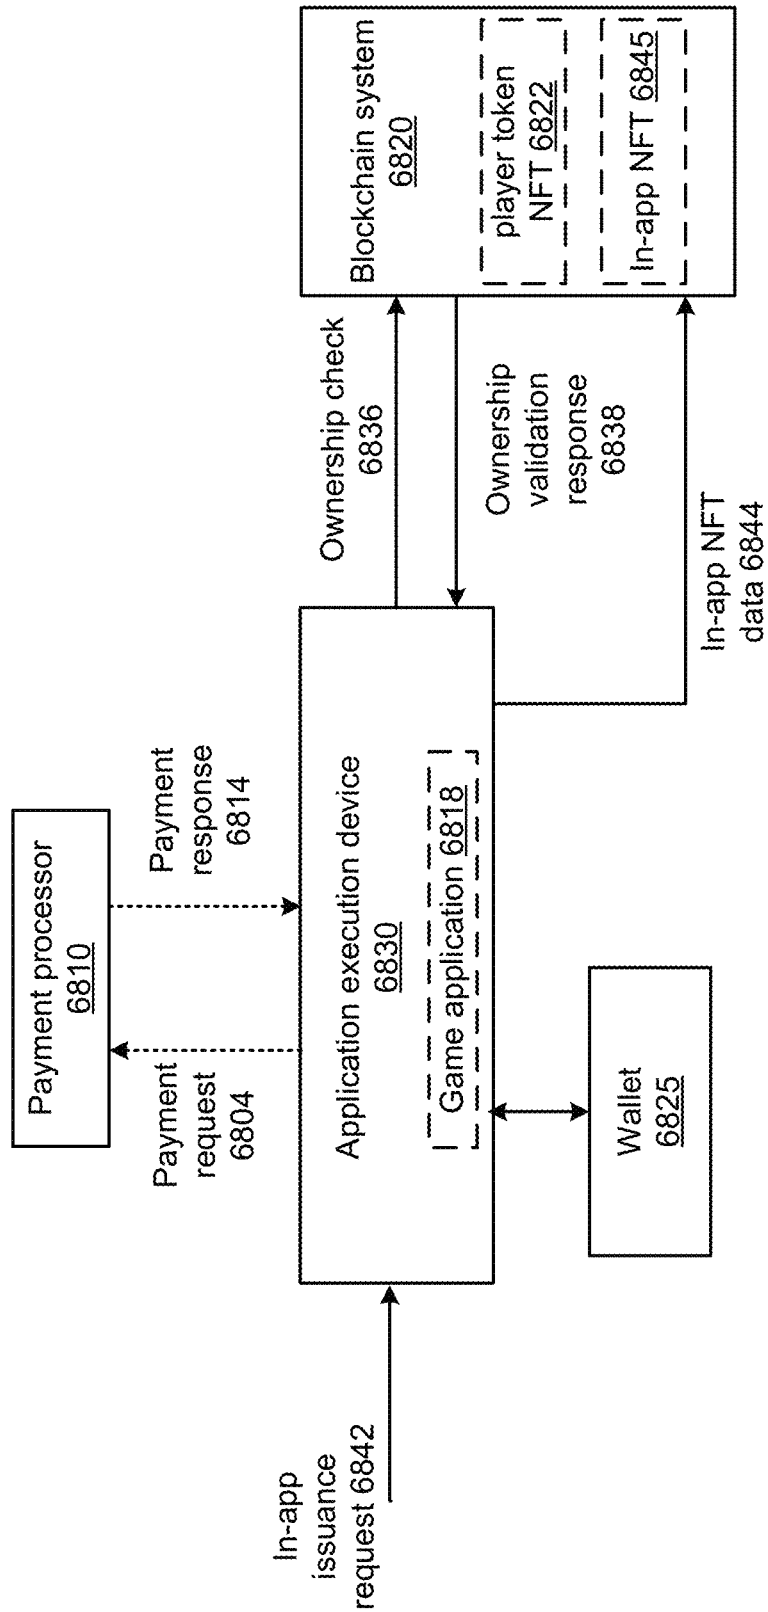 Payment processor
6810
Payment
request
6804
Payment
response
6814
In-app
issuance
request 6842
Application execution device
6830
Game application 6818
Wallet
6825
Ownership check
6836
Ownership
validation
response
6838
In-app NFT
data 6844
Blockchain system
6820
player token
NFT 6822
In-app NFT 6845